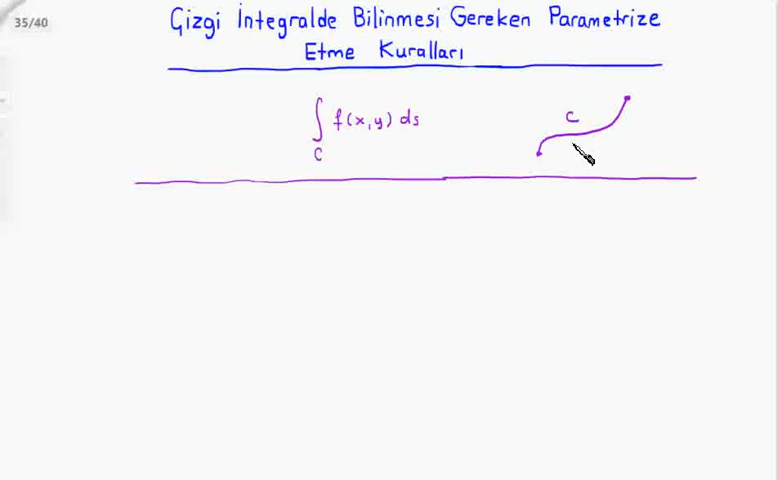 35/40
Çizgi İntegralde Bilinmesi Gereken Parametrize
Etme Kuralları
∫ f(x,y) ds
C
C